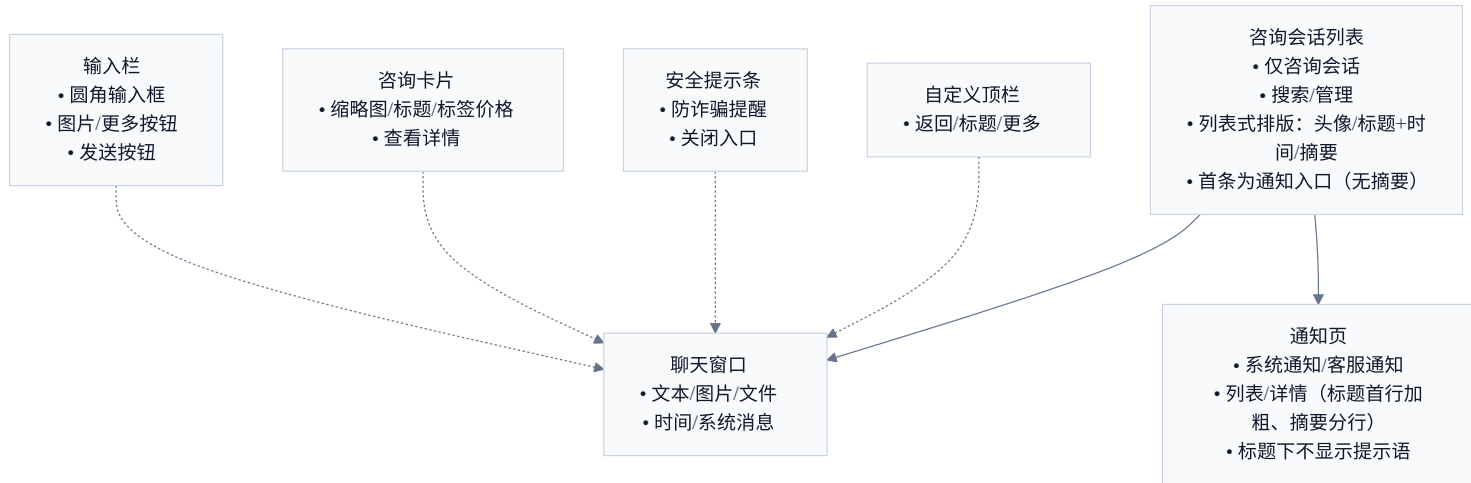 输入栏
• 圆角输入框
• 图片/更多按钮
• 发送按钮
咨询卡片
• 缩略图/标题/标签价格
• 查看详情
安全提示条
• 防诈骗提醒
• 关闭入口
自定义顶栏
• 返回/标题/更多
咨询会话列表
• 仅咨询会话
• 搜索/管理
• 列表式排版：头像/标题+时
间/摘要
• 首条为通知入口（无摘要）
聊天窗口
• 文本/图片/文件
• 时间/系统消息
通知页
• 系统通知/客服通知
• 列表/详情（标题首行加
粗、摘要分行）
• 标题下不显示提示语